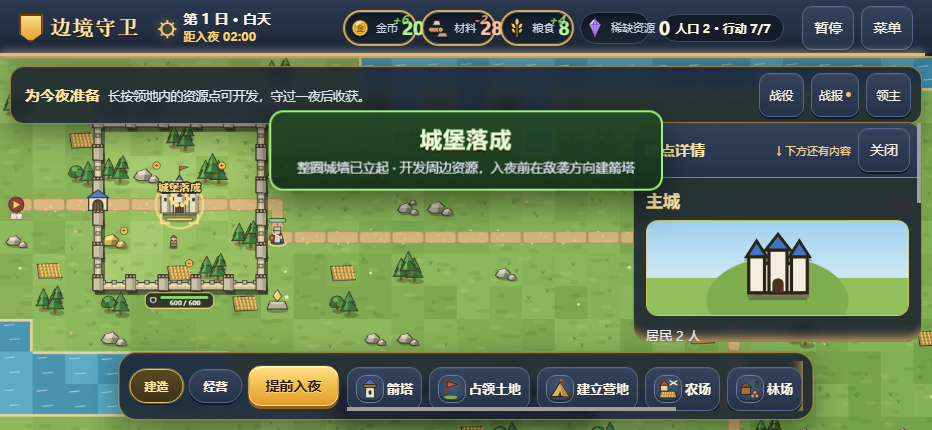 边境守卫
第 1 日 • 白天
距入夜 02:00
金币 +6 20
材料 -2 28
粮食 +4 8
稀缺资源 0
人口 2 • 行动 7/7
暂停
菜单
为今夜准备 长按领地内的资源点可开发，守过一夜后收获。
战役
战报
领主
城堡落成
整圈城墙已立起 · 开发周边资源，入夜前在敌袭方向建箭塔
点详情
↓下方还有内容
关闭
主城
城堡落成
600 / 600
居民 2 人
建造
经营
提前入夜
箭塔
占领土地
建立营地
农场
林场